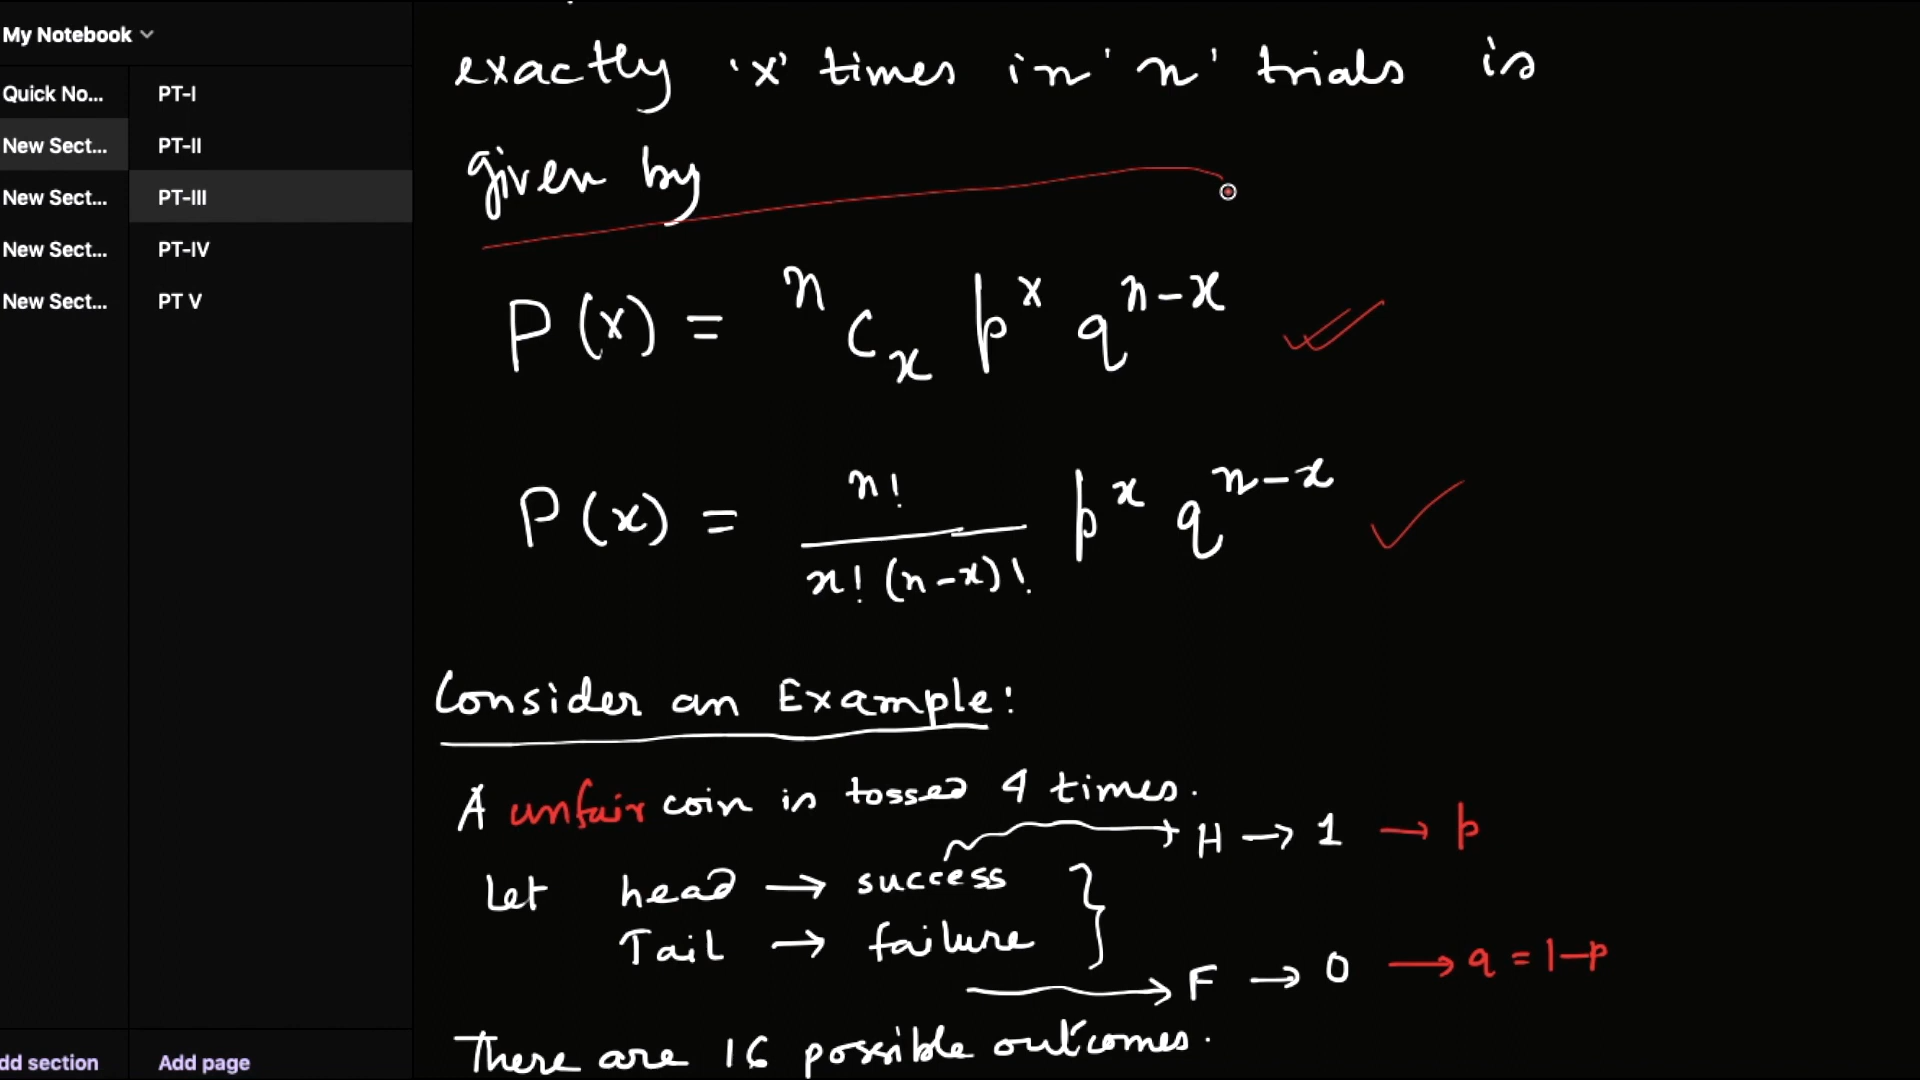 My Notebook
Quick No...
New Sect...
New Sect...
New Sect...
New Sect...
dd section
PT-I
PT-II
PT-III
PT-IV
PT V
Add page
exactly 'x' times in 'n' trials is
given by
P(x) = ⁿCₓ pˣ qⁿ⁻ˣ
P(x) = n! / x!(n-x)! pˣ qⁿ⁻ˣ
Consider an Example:
A unfair coin is tossed 4 times.
H → 1 → p
Let head → success
Tail → failure
F → 0 → q = 1-p
There are 16 possible outcomes.